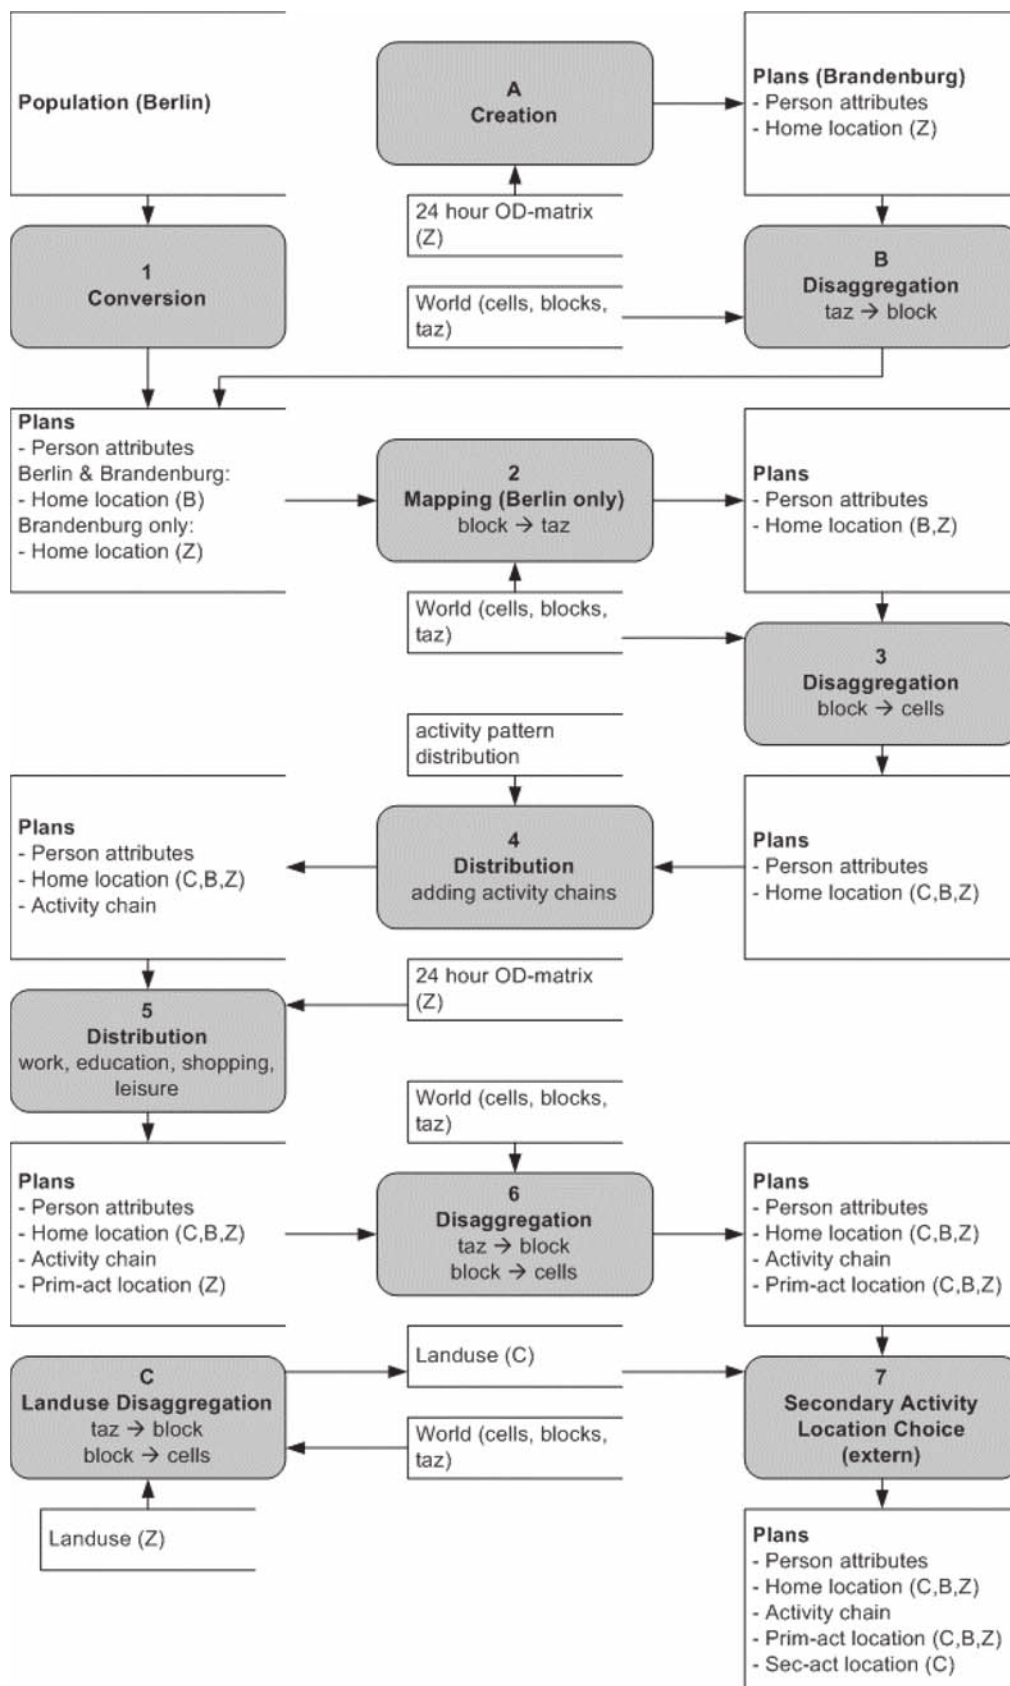 Population (Berlin)
A
Creation
Plans (Brandenburg)
- Person attributes
- Home location (Z)
24 hour OD-matrix
(Z)
1
Conversion
World (cells, blocks,
taz)
B
Disaggregation
taz → block
Plans
- Person attributes
Berlin & Brandenburg:
- Home location (B)
Brandenburg only:
- Home location (Z)
2
Mapping (Berlin only)
block → taz
Plans
- Person attributes
- Home location (B,Z)
World (cells, blocks,
taz)
3
Disaggregation
block → cells
activity pattern
distribution
Plans
- Person attributes
- Home location (C,B,Z)
- Activity chain
4
Distribution
adding activity chains
Plans
- Person attributes
- Home location (C,B,Z)
24 hour OD-matrix
(Z)
5
Distribution
work, education, shopping,
leisure
World (cells, blocks,
taz)
Plans
- Person attributes
- Home location (C,B,Z)
- Activity chain
- Prim-act location (Z)
6
Disaggregation
taz → block
block → cells
Plans
- Person attributes
- Home location (C,B,Z)
- Activity chain
- Prim-act location (C,B,Z)
C
Landuse Disaggregation
taz → block
block → cells
Landuse (C)
World (cells, blocks,
taz)
7
Secondary Activity
Location Choice
(extern)
Landuse (Z)
Plans
- Person attributes
- Home location (C,B,Z)
- Activity chain
- Prim-act location (C,B,Z)
- Sec-act location (C)